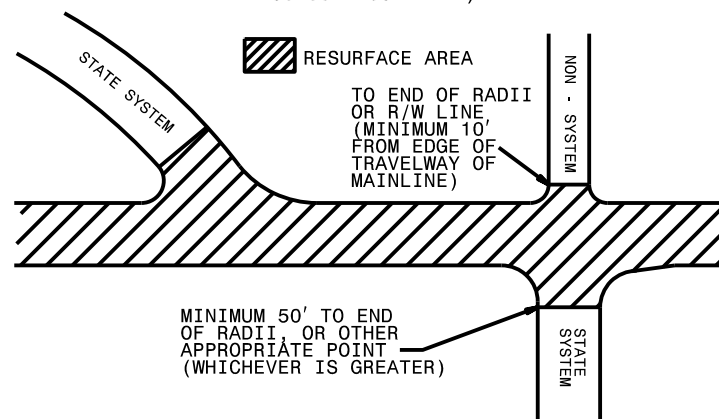 RESURFACE AREA
STATE SYSTEM
NON - SYSTEM
TO END OF RADII
OR R/W LINE,
(MINIMUM 10'
FROM EDGE OF
TRAVELWAY OF
MAINLINE)
MINIMUM 50' TO END
OF RADII, OR OTHER
APPROPRIATE POINT
(WHICHEVER IS GREATER)
STATE
SYSTEM